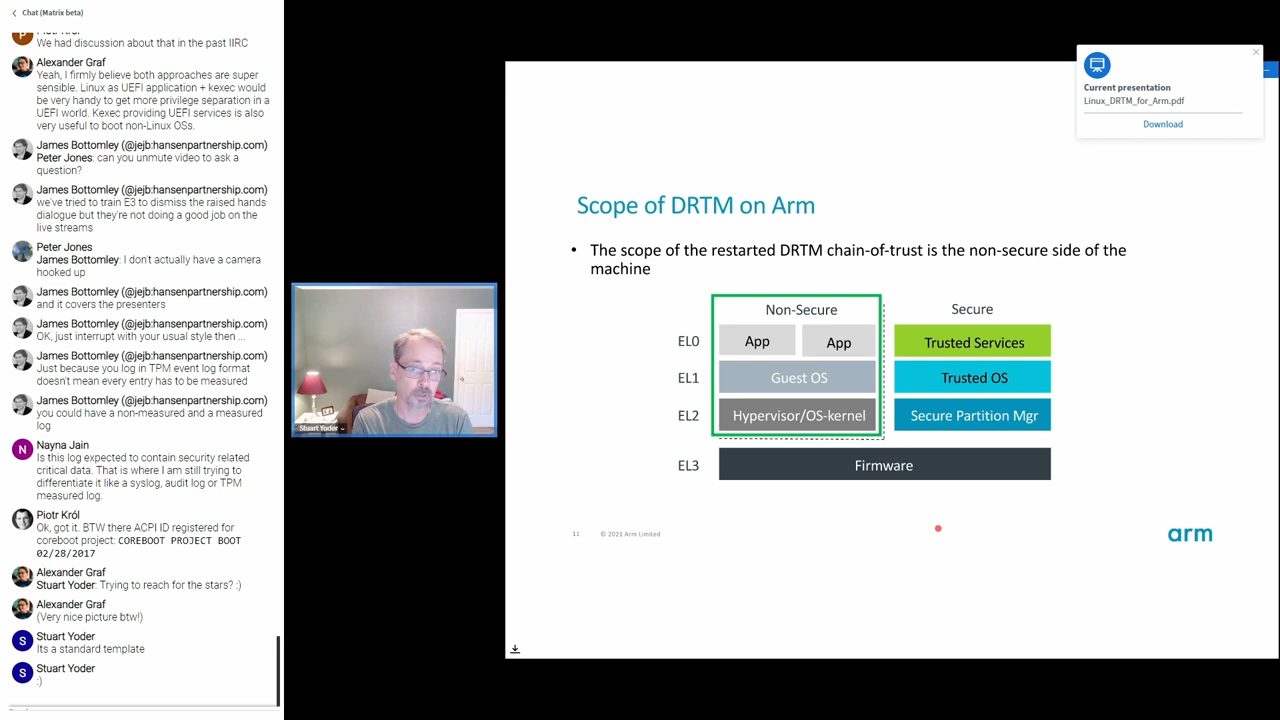 Chat (Matrix beta)
We had discussion about that in the past IIRC
Alexander Graf
Yeah, I firmly believe both approaches are super
sensible. Linux as UEFI application + kexec would
be very handy to get more privilege separation in a
UEFI world. Kexec providing UEFI services is also
very useful to boot non-Linux OSs.
James Bottomley (@jejb:hansenpartnership.com)
Peter Jones: can you unmute video to ask a
question?
James Bottomley (@jejb:hansenpartnership.com)
we've tried to train E3 to dismiss the raised hands
dialogue but they're not doing a good job on the
live streams
Peter Jones
James Bottomley: I don't actually have a camera
hooked up
James Bottomley (@jejb:hansenpartnership.com)
and it covers the presenters
James Bottomley (@jejb:hansenpartnership.com)
OK, just interrupt with your usual style then ...
James Bottomley (@jejb:hansenpartnership.com)
Just because you log in TPM event log format
doesn't mean every entry has to be measured
James Bottomley (@jejb:hansenpartnership.com)
you could have a non-measured and a measured
log
N
Nayna Jain
Is this log expected to contain security related
critical data. That is where I am still trying to
differentiate it like a syslog, audit log or TPM
measured log.
Piotr Król
Ok, got it. BTW there ACPI ID registered for
coreboot project: COREBOOT PROJECT BOOT
02/28/2017
Alexander Graf
Stuart Yoder: Trying to reach for the stars? :)
Alexander Graf
(Very nice picture btw!)
S
Stuart Yoder
Its a standard template
S
Stuart Yoder
:)
Stuart Yoder
Current presentation
Linux_DRTM_for_Arm.pdf
Download
Scope of DRTM on Arm
• The scope of the restarted DRTM chain-of-trust is the non-secure side of the
machine
Non-Secure Secure
EL0 App App Trusted Services
EL1 Guest OS Trusted OS
EL2 Hypervisor/OS-kernel Secure Partition Mgr
EL3 Firmware
11 © 2021 Arm Limited
arm